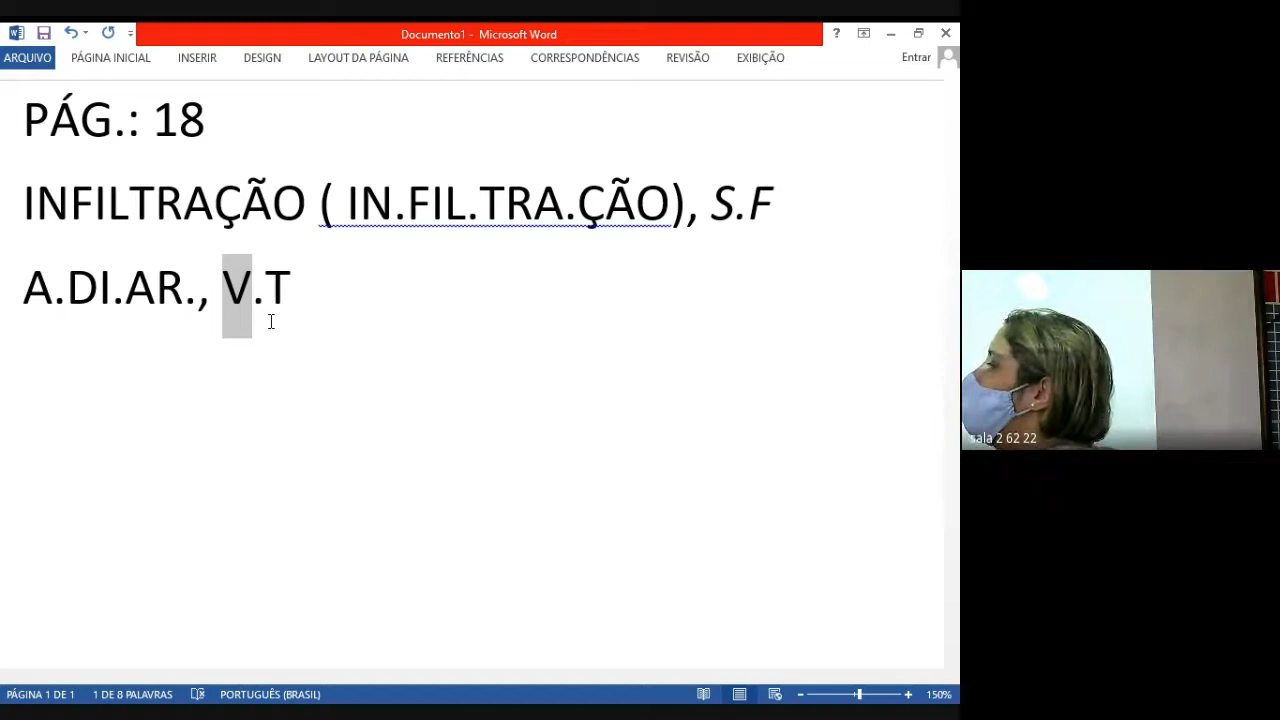 Documento1 - Microsoft Word
?
ARQUIVO PÁGINA INICIAL INSERIR DESIGN LAYOUT DA PÁGINA REFERÊNCIAS CORRESPONDÊNCIAS REVISÃO EXIBIÇÃO Entrar
PÁG.: 18
INFILTRAÇÃO ( IN.FIL.TRA.ÇÃO), S.F
A.DI.AR., V.T
sala 2 62 22
PÁGINA 1 DE 1 1 DE 8 PALAVRAS PORTUGUÊS (BRASIL) 150%